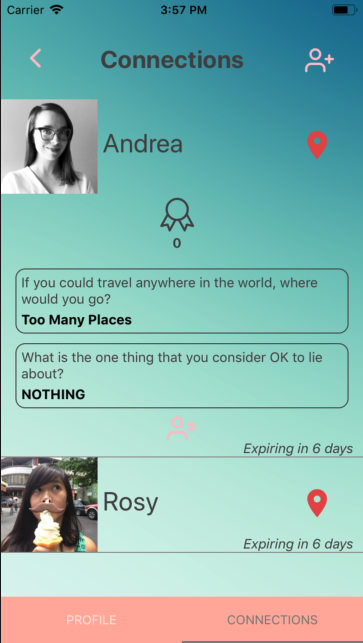 Carrier 3:57 PM
Connections
Andrea
0
If you could travel anywhere in the world, where
would you go?
Too Many Places
What is the one thing that you consider OK to lie
about?
NOTHING
Expiring in 6 days
Rosy
Expiring in 6 days
PROFILE CONNECTIONS